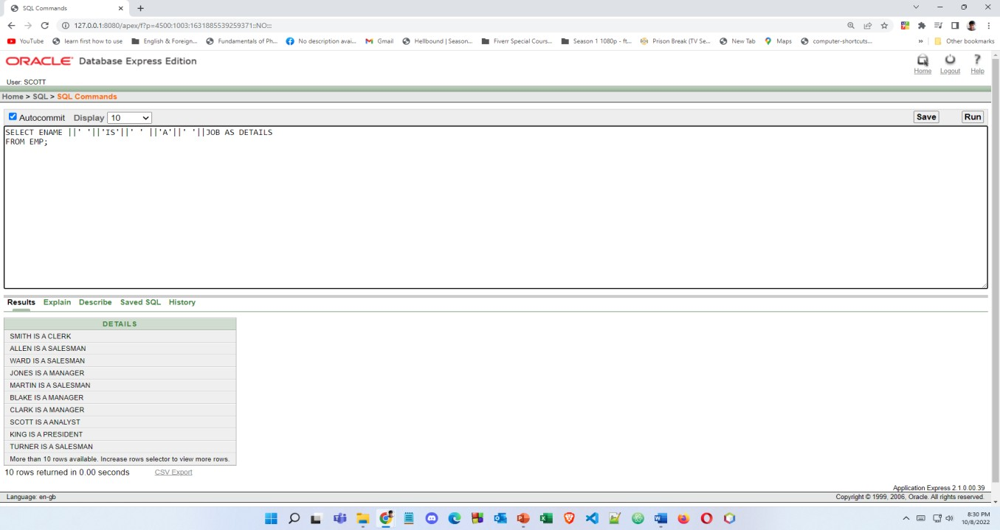 SQL Commands
127.0.0.1:8080/apex/f?p=4500:1003:1631885539259371::NO:::
YouTube learn first how to use English & Foreign... Fundamentals of Ph... No description avai... Gmail Hellbound | Season... Fiverr Special Cours... Season 1 1080p - ft... Prison Break (TV Se... New Tab Maps computer-shortcuts... » Other bookmarks
ORACLE Database Express Edition
Home Logout Help
User: SCOTT
Home > SQL > SQL Commands
Autocommit Display 10 Save Run
SELECT ENAME ||' '||'IS'||' ' ||'A'||' '||JOB AS DETAILS
FROM EMP;
Results Explain Describe Saved SQL History
DETAILS
SMITH IS A CLERK
ALLEN IS A SALESMAN
WARD IS A SALESMAN
JONES IS A MANAGER
MARTIN IS A SALESMAN
BLAKE IS A MANAGER
CLARK IS A MANAGER
SCOTT IS A ANALYST
KING IS A PRESIDENT
TURNER IS A SALESMAN
More than 10 rows available. Increase rows selector to view more rows.
10 rows returned in 0.00 seconds CSV Export
Application Express 2.1.0.00.39
Language: en-gb Copyright © 1999, 2006, Oracle. All rights reserved.
8:30 PM
10/8/2022